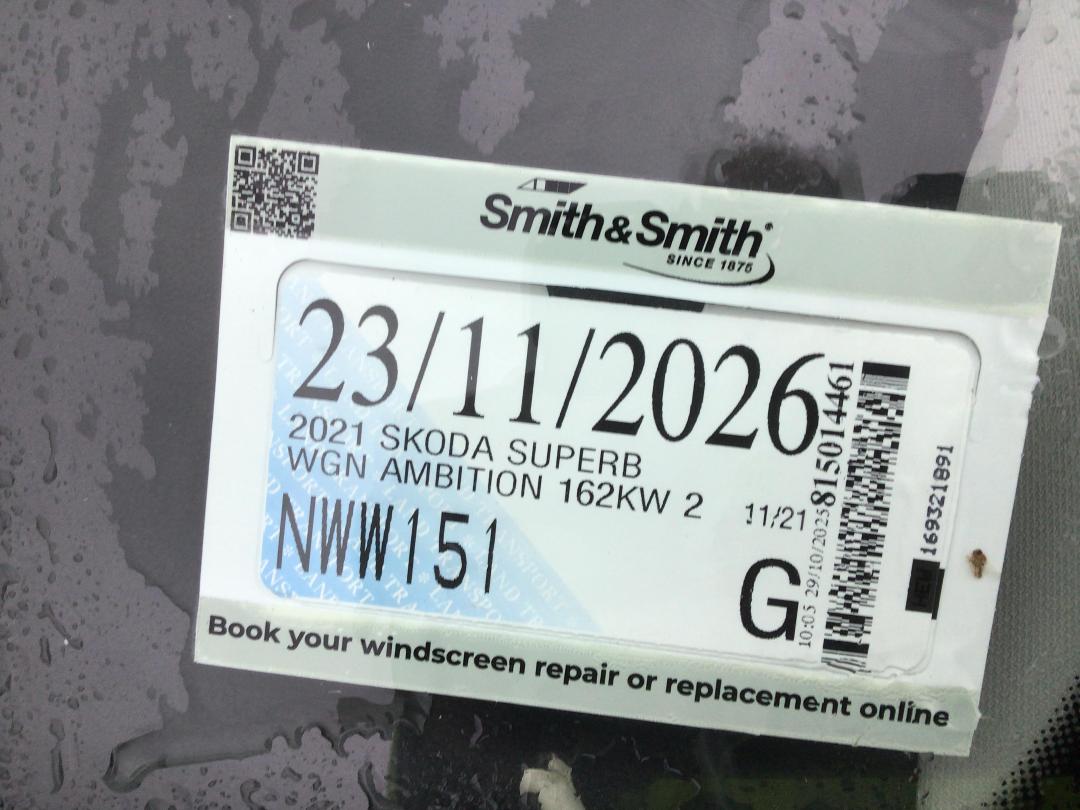 Smith&Smith®
SINCE 1875
23/11/2026
2021 SKODA SUPERB
WGN AMBITION 162KW 2
11/21
NWW151
G
10:05 29/10/2025
815014461
169321891
Book your windscreen repair or replacement online